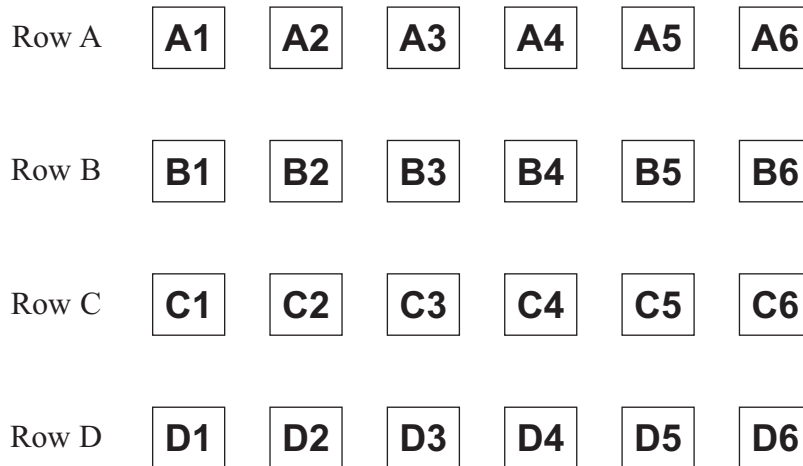 Row A A1 A2 A3 A4 A5 A6
Row B B1 B2 B3 B4 B5 B6
Row C C1 C2 C3 C4 C5 C6
Row D D1 D2 D3 D4 D5 D6